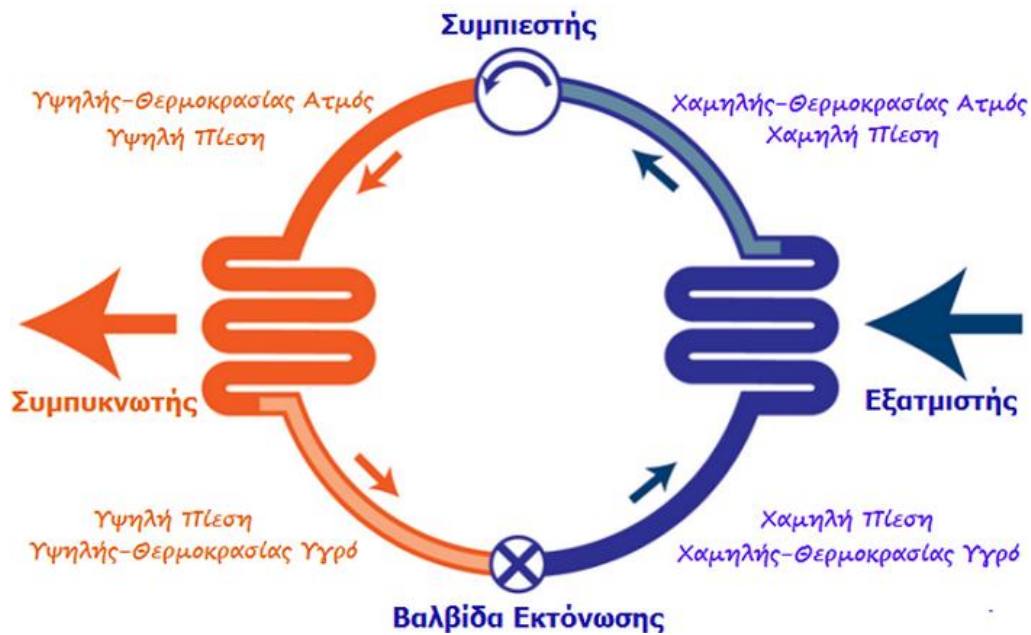 Συμπιεστής
Υψηλής-Θερμοκρασίας Ατμός
Υψηλή Πίεση
Χαμηλής-Θερμοκρασίας Ατμός
Χαμηλή Πίεση
Συμπυκνωτής
Εξατμιστής
Υψηλή Πίεση
Υψηλής-Θερμοκρασίας Υγρό
Χαμηλή Πίεση
Χαμηλής-Θερμοκρασίας Υγρό
Βαλβίδα Εκτόνωσης